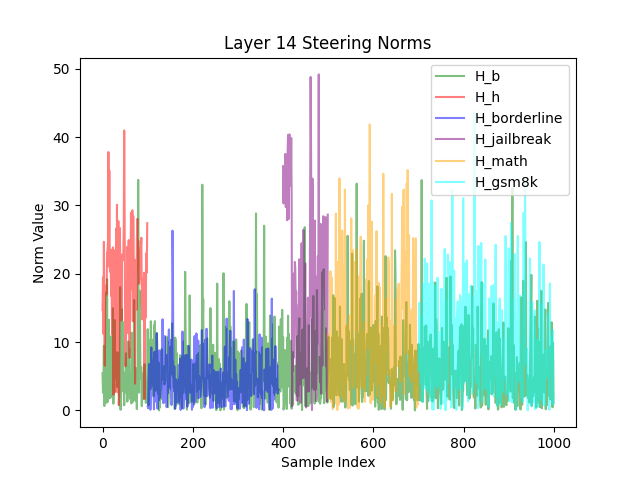 Layer 14 Steering Norms
Norm Value
50
40
30
20
10
0
H_b
H_h
H_borderline
H_jailbreak
H_math
H_gsm8k
0
200
400
600
800
1000
Sample Index